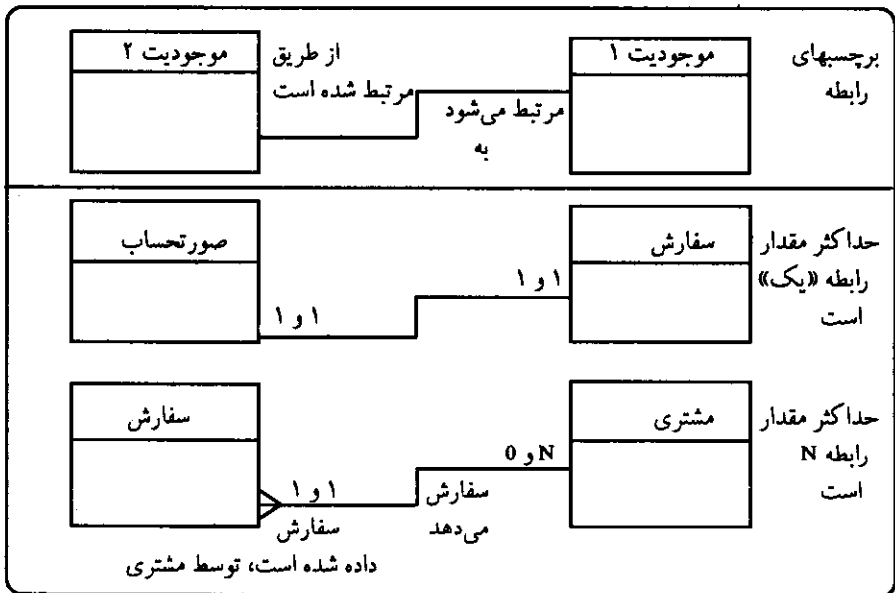 برچسبهای
رابطه
موجودیت ۱
از طریق
مرتبط شده است
موجودیت ۲
مرتبط می‌شود
به
حداکثر مقدار
رابطه «یک»
است
سفارش
۱ و ۱
صورتحساب
۱ و ۱
حداکثر مقدار
رابطه N
است
مشتری
N و 0
سفارش
می‌دهد
سفارش
۱ و ۱
سفارش
داده شده است، توسط مشتری